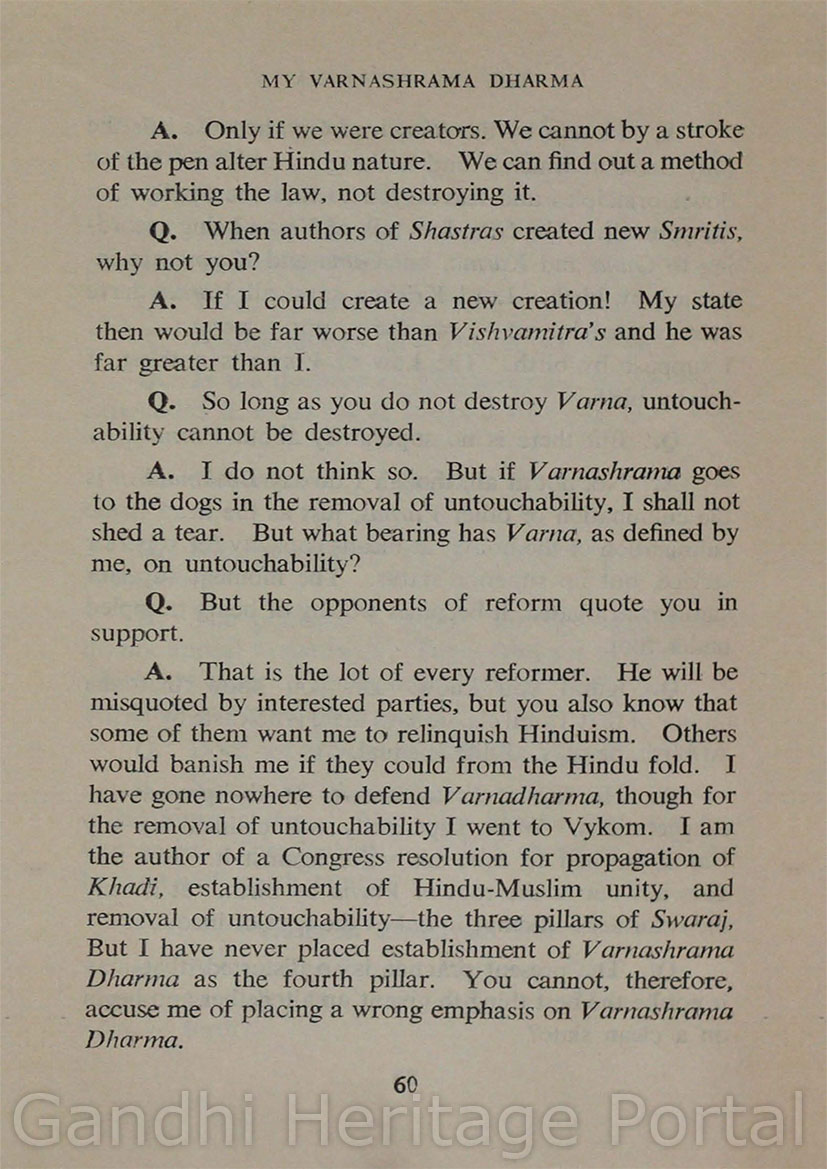 MY VARNASHRAMA DHARMA
A. Only if we were creators. We cannot by a stroke
of the pen alter Hindu nature. We can find out a method
of working the law, not destroying it.
Q. When authors of Shastras created new Smritis,
why not you?
A. If I could create a new creation! My state
then would be far worse than Vishvamitra's and he was
far greater than I.
Q. So long as you do not destroy Varna, untouch-
ability cannot be destroyed.
A. I do not think so. But if Varnashrama goes
to the dogs in the removal of untouchability, I shall not
shed a tear. But what bearing has Varna, as defined by
me, on untouchability?
Q. But the opponents of reform quote you in
support.
A. That is the lot of every reformer. He will be
misquoted by interested parties, but you also know that
some of them want me to relinquish Hinduism. Others
would banish me if they could from the Hindu fold. I
have gone nowhere to defend Varnadharma, though for
the removal of untouchability I went to Vykom. I am
the author of a Congress resolution for propagation of
Khadi, establishment of Hindu-Muslim unity, and
removal of untouchability—the three pillars of Swaraj,
But I have never placed establishment of Varnashrama
Dharma as the fourth pillar. You cannot, therefore,
accuse me of placing a wrong emphasis on Varnashrama
Dharma.
60
Gandhi Heritage Portal